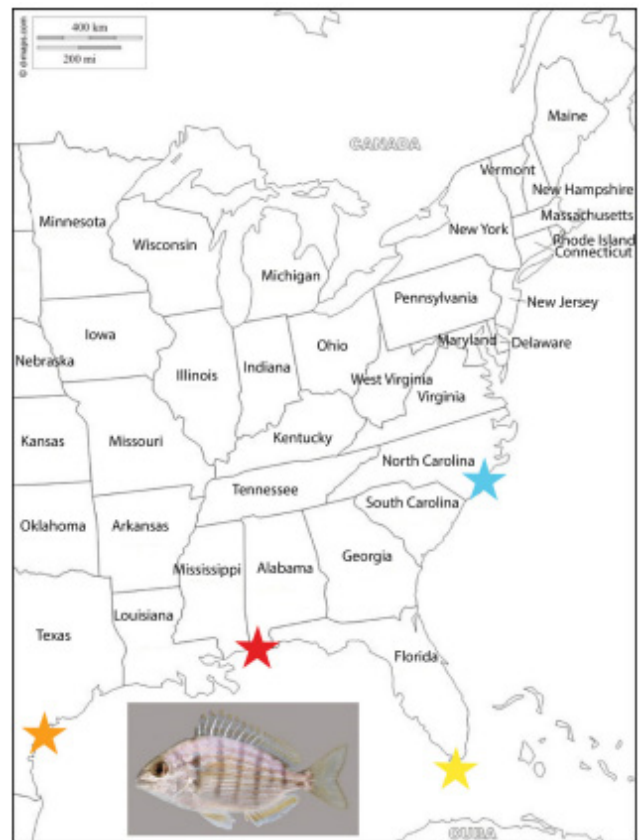 400 km
200 mi
© d-maps.com
CANADA
Maine
Vermont
New Hampshire
Minnesota
Massachusetts
New York
Wisconsin
Rhode Island
Connecticut
Michigan
Pennsylvania
New Jersey
Iowa
Ohio
Maryland
Delaware
Nebraska
Indiana
Illinois
West Virginia
Virginia
Kansas
Missouri
Kentucky
North Carolina
Tennessee
South Carolina
Oklahoma
Arkansas
Georgia
Mississippi
Alabama
Louisiana
Texas
Florida
CUBA